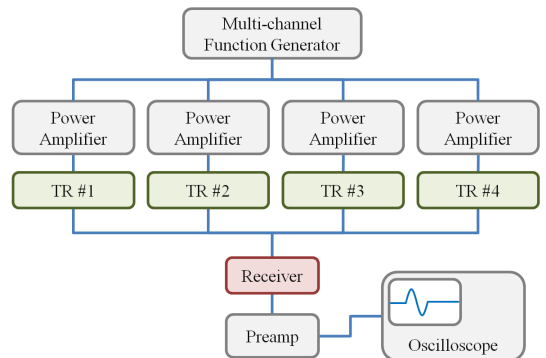 Multi-channel
Function Generator
Power
Amplifier
Power
Amplifier
Power
Amplifier
Power
Amplifier
TR #1
TR #2
TR #3
TR #4
Receiver
Preamp
Oscilloscope